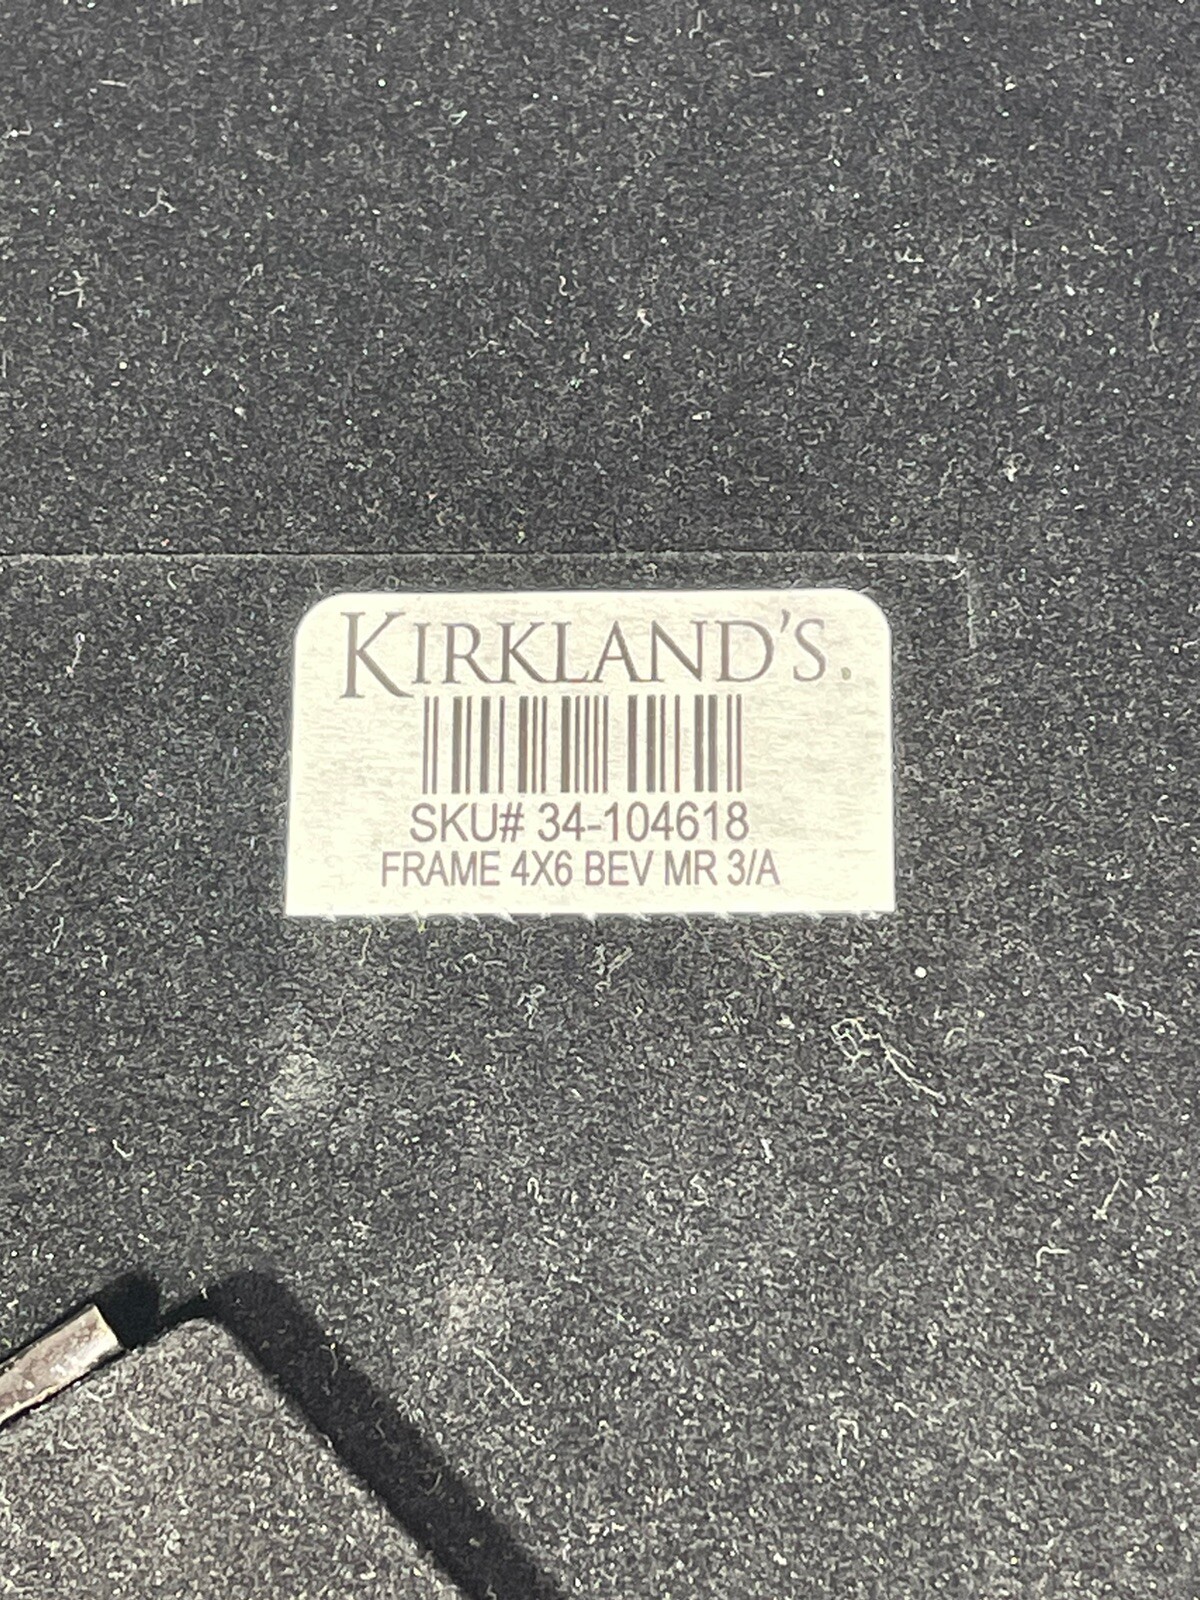 KIRKLAND'S.
SKU# 34-104618
FRAME 4X6 BEV MR 3/A